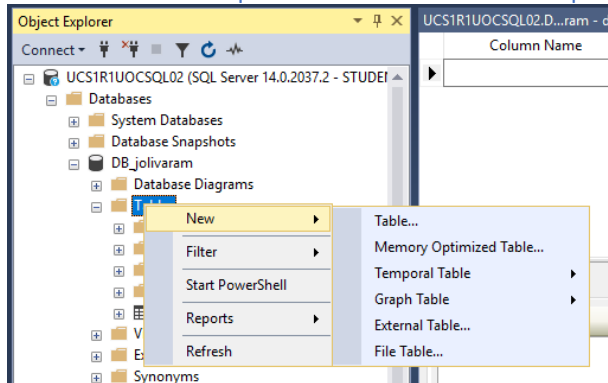 Object Explorer
UCS1R1UOCSQL02.D...ram - d
Connect
Column Name
UCS1R1UOCSQL02 (SQL Server 14.0.2037.2 - STUDEN
Databases
System Databases
Database Snapshots
DB_jolivaram
Database Diagrams
New
Table...
Filter
Memory Optimized Table...
Temporal Table
Start PowerShell
Graph Table
Reports
External Table...
Refresh
File Table...
Synonyms